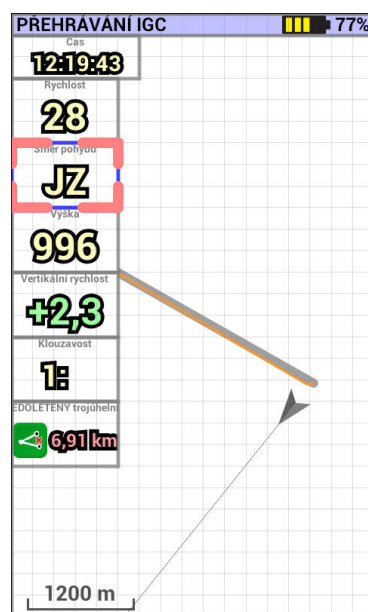 PŘEHRÁVÁNÍ IGC 77%
Čas
12:19:43
Rychlost
28
Směr pohybu
JZ
Výška
996
Vertikální rychlost
+2,3
Klouzavost
1:
EDOLETENÝ trojúheln
6,91 km
1200 m